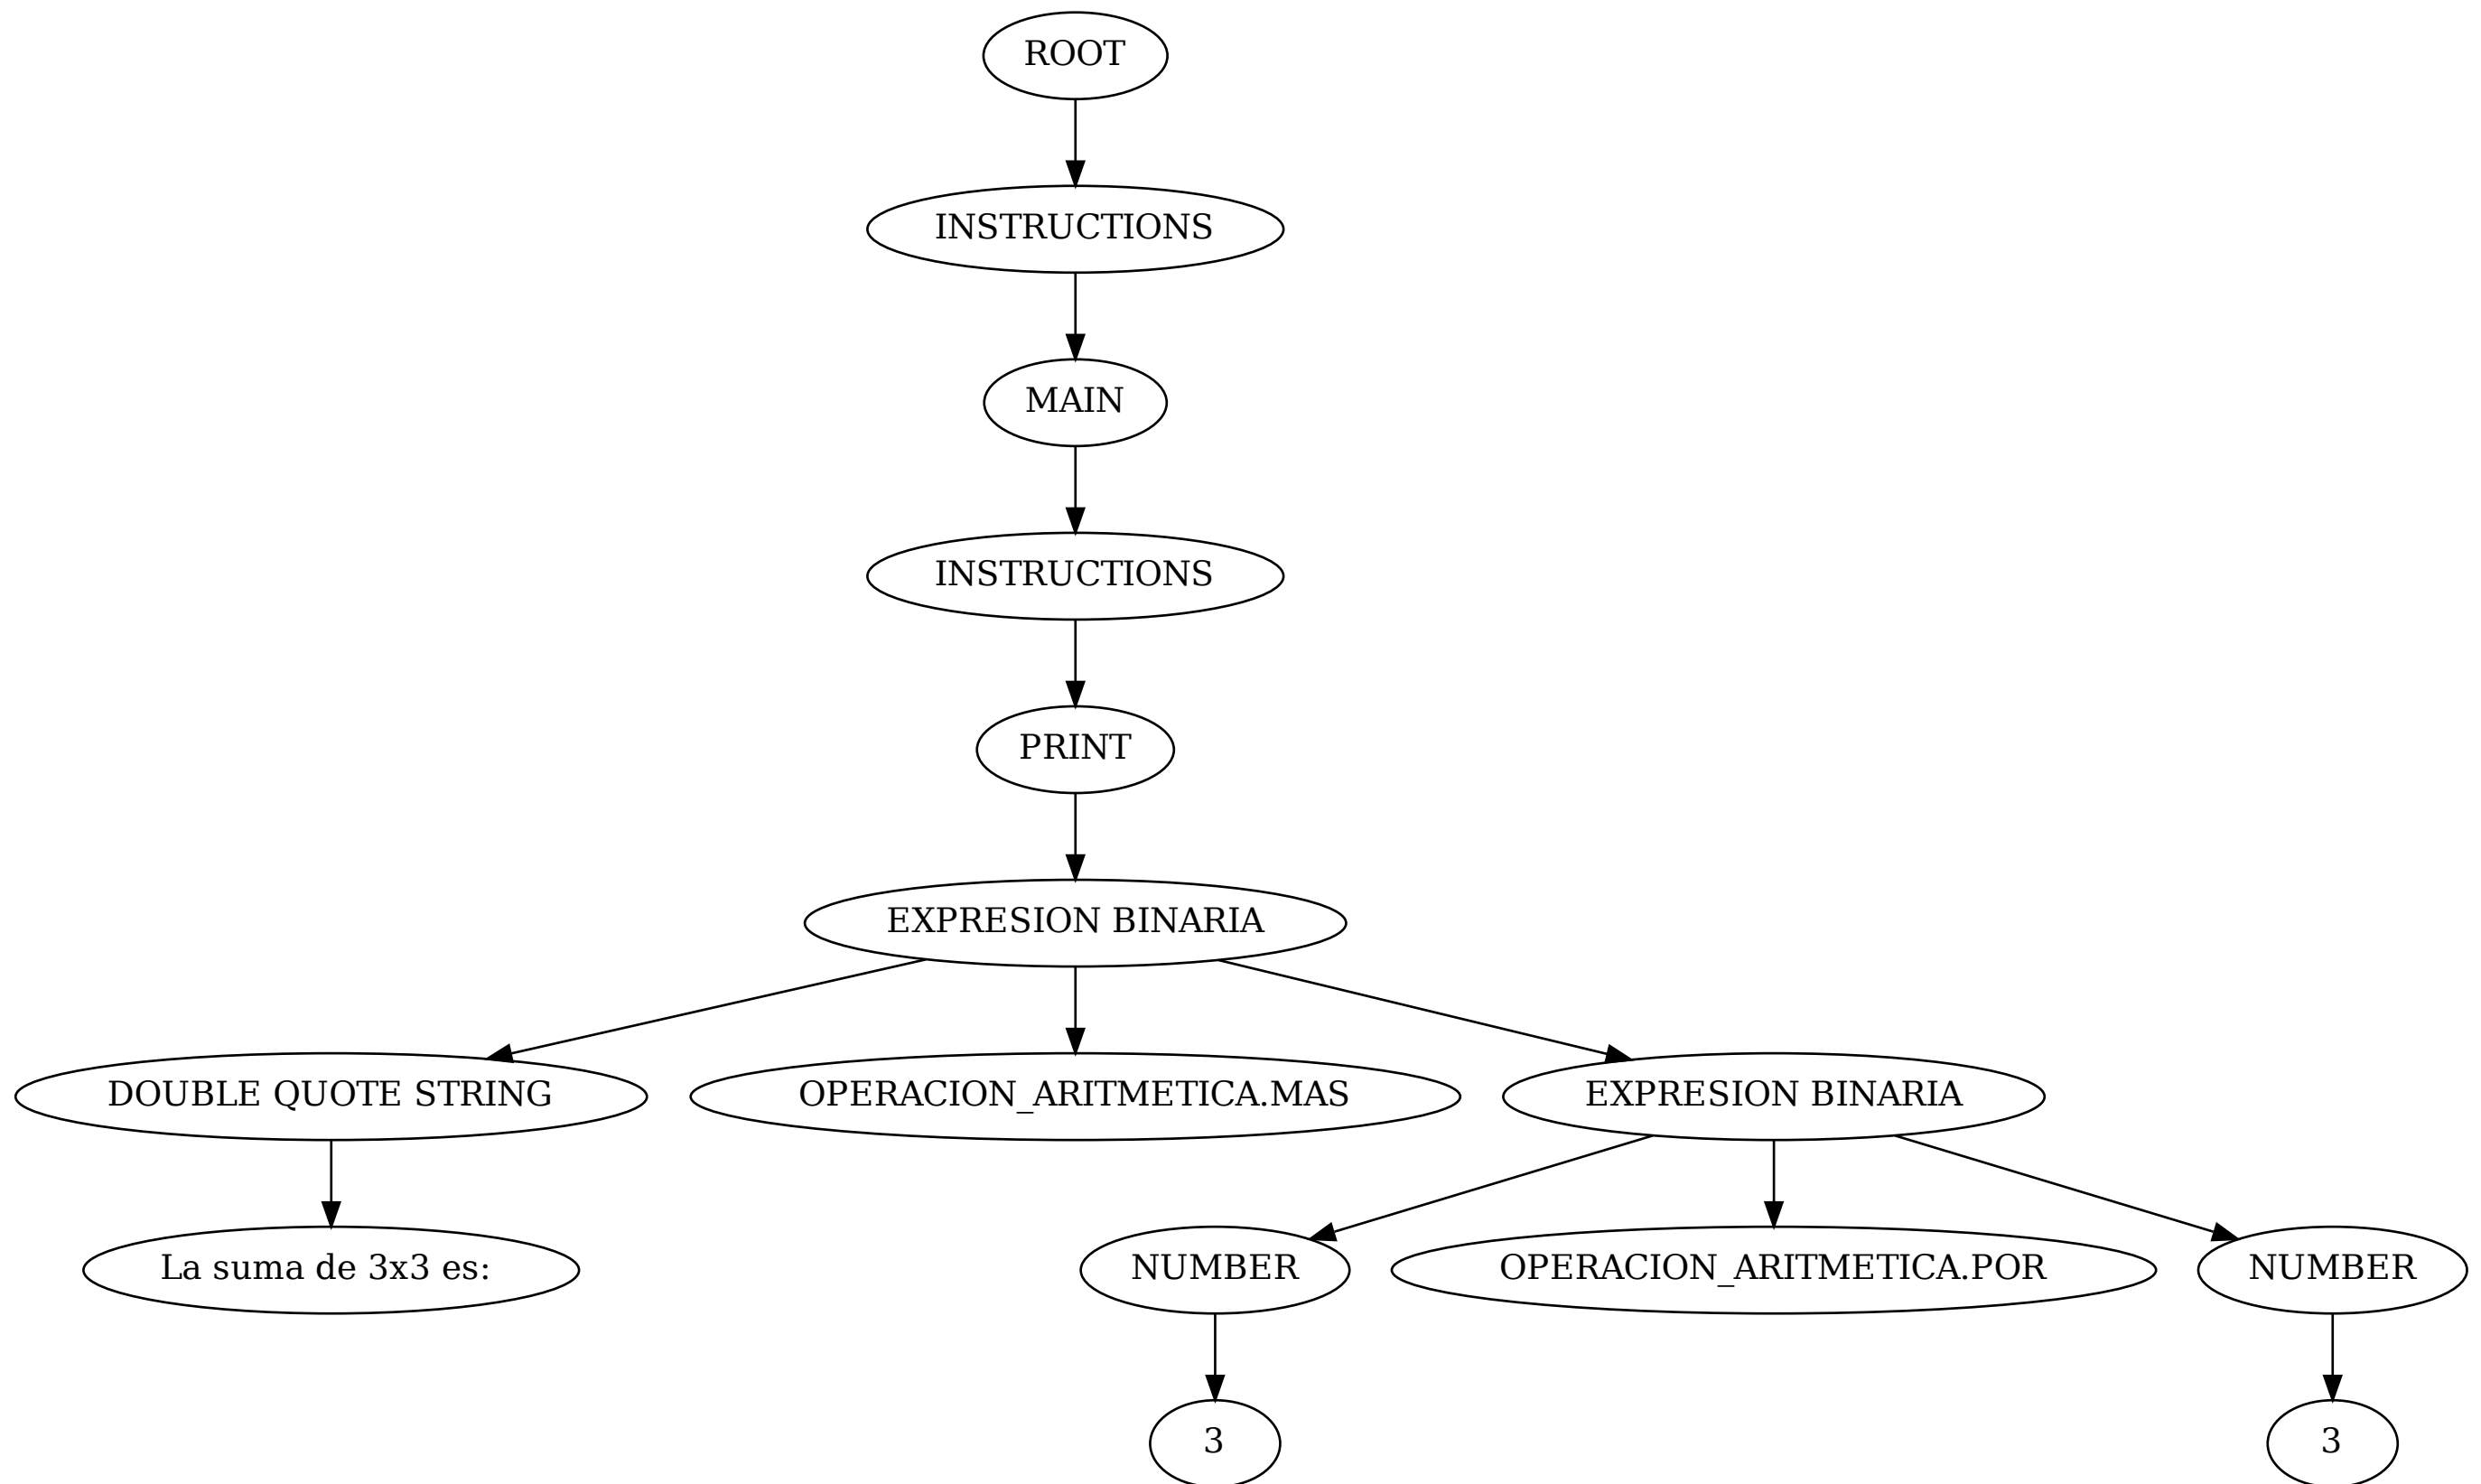 ROOT
INSTRUCTIONS
MAIN
INSTRUCTIONS
PRINT
EXPRESION BINARIA
DOUBLE QUOTE STRING
OPERACION_ARITMETICA.MAS
EXPRESION BINARIA
La suma de 3x3 es:
NUMBER
OPERACION_ARITMETICA.POR
NUMBER
3
3